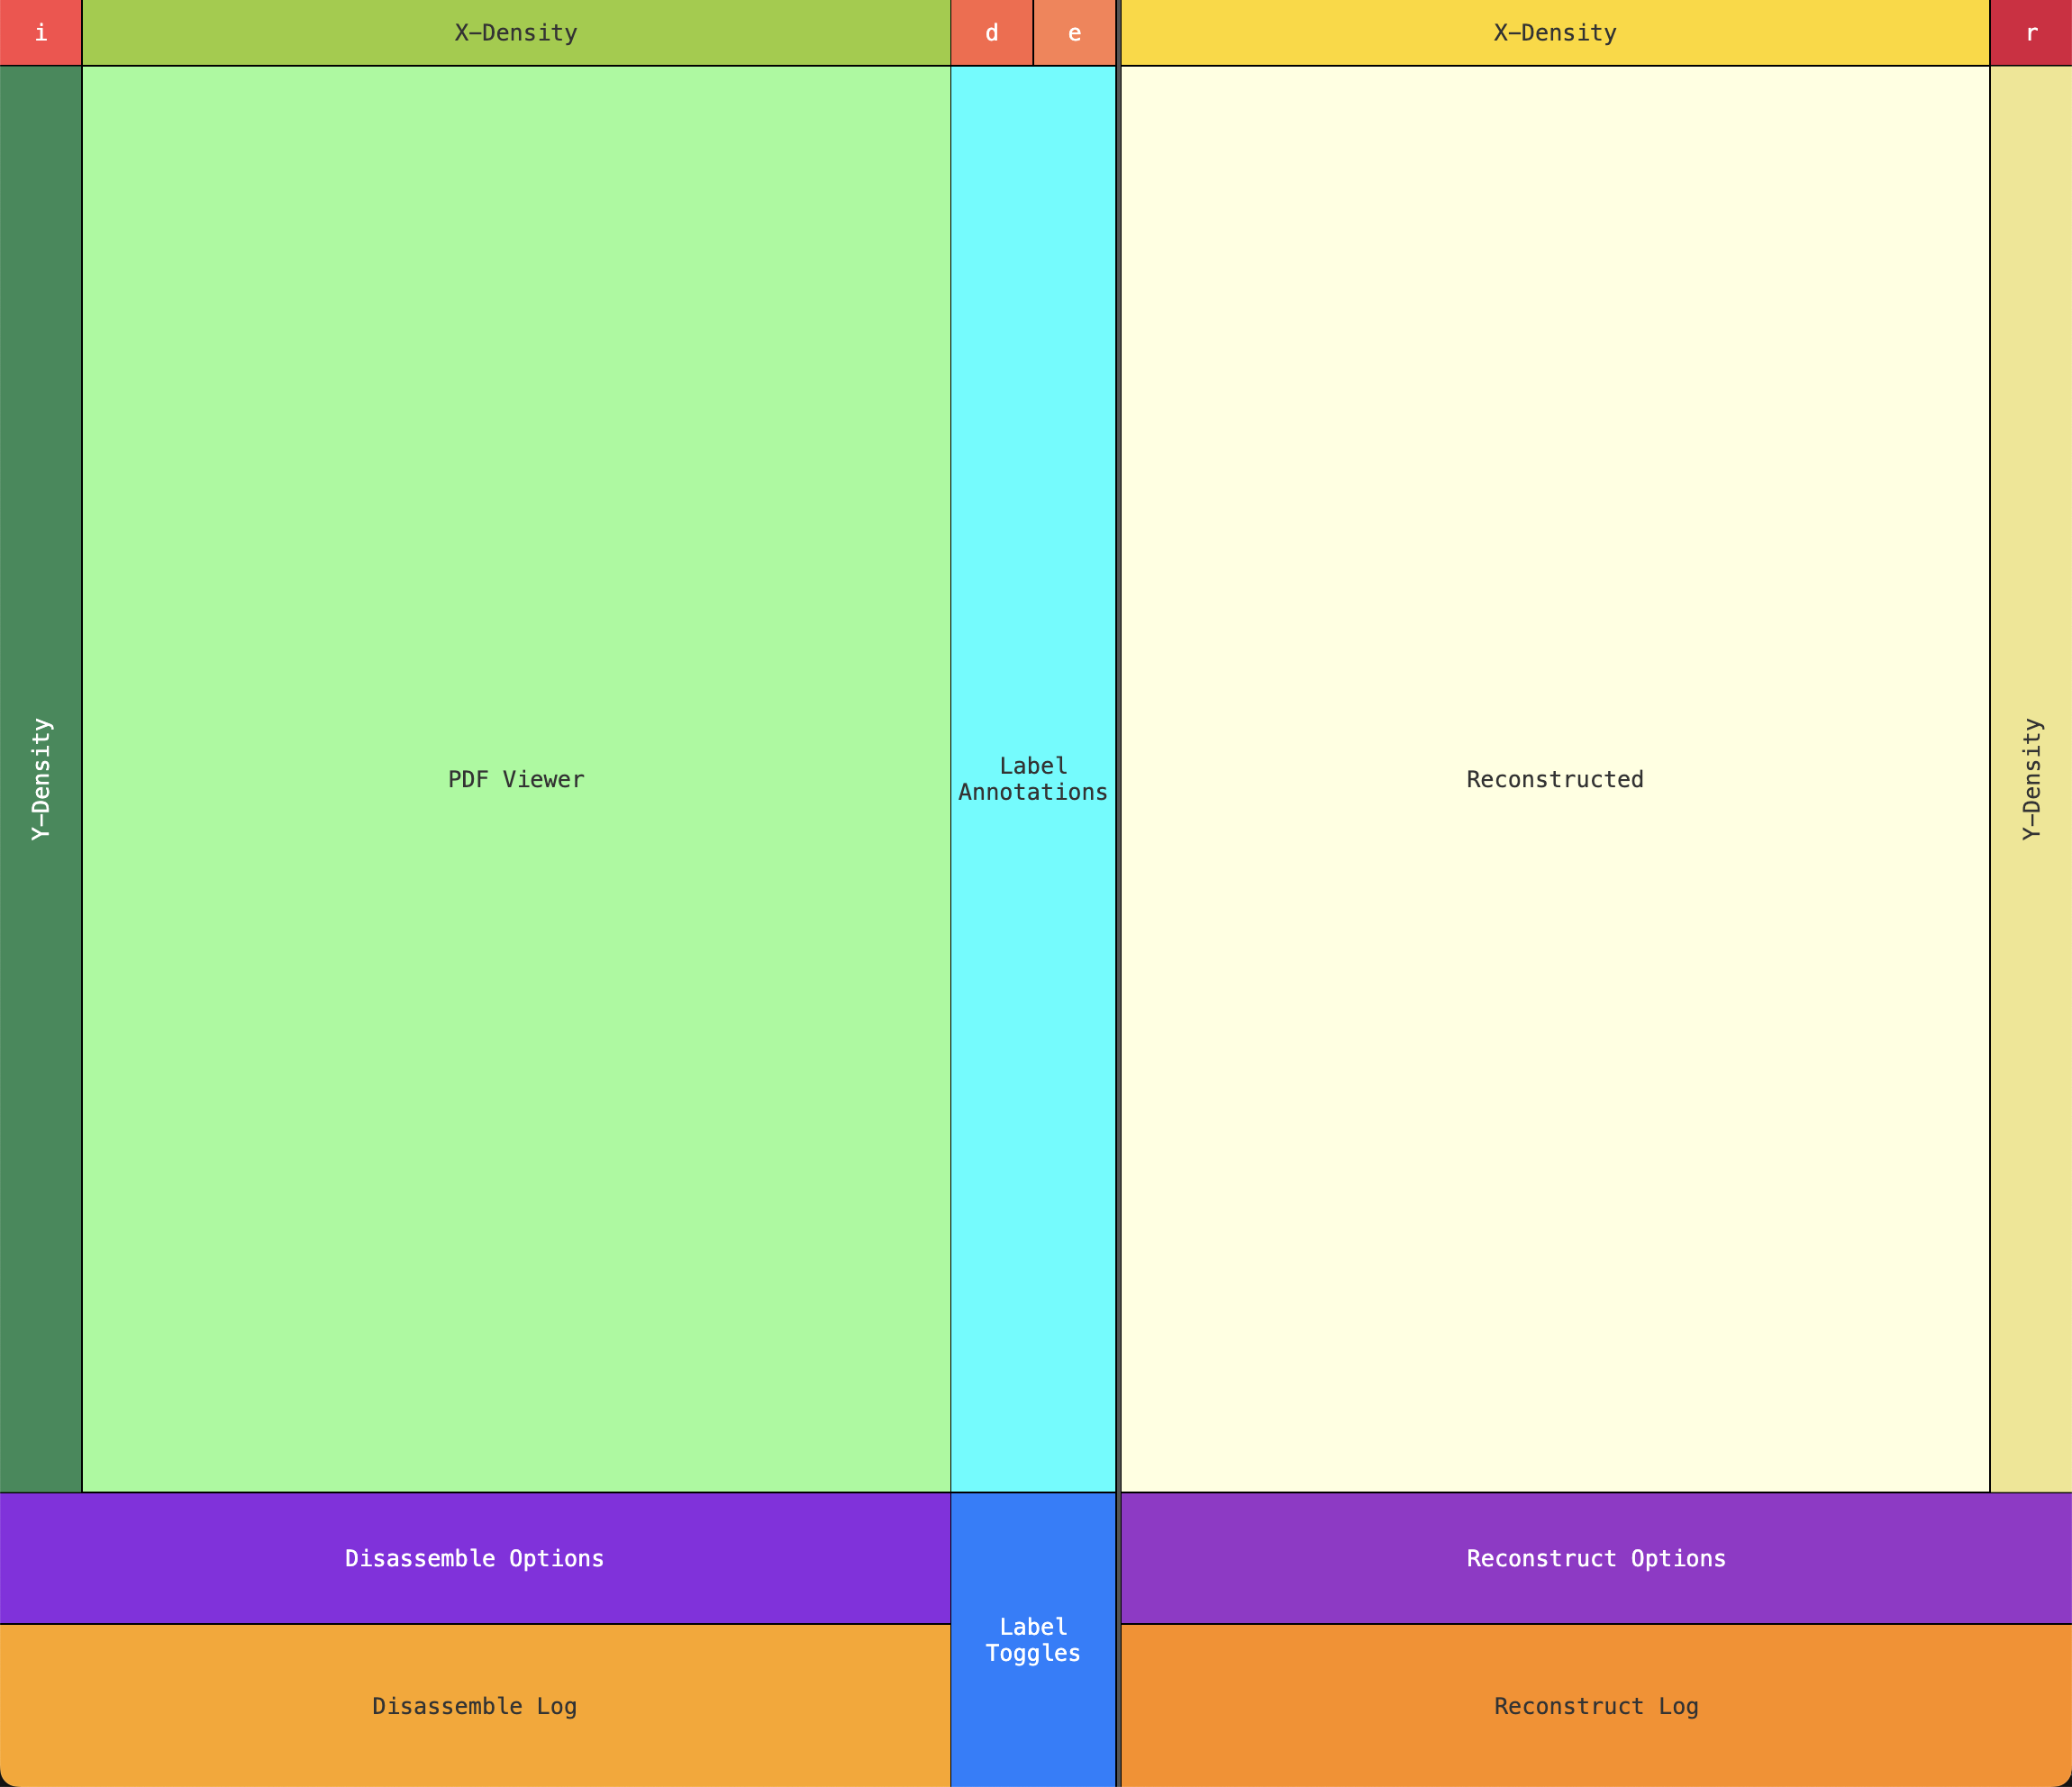 i
X-Density
d
e
X-Density
r
Y-Density
PDF Viewer
Label
Annotations
Reconstructed
Y-Density
Disassemble Options
Label
Toggles
Reconstruct Options
Disassemble Log
Reconstruct Log